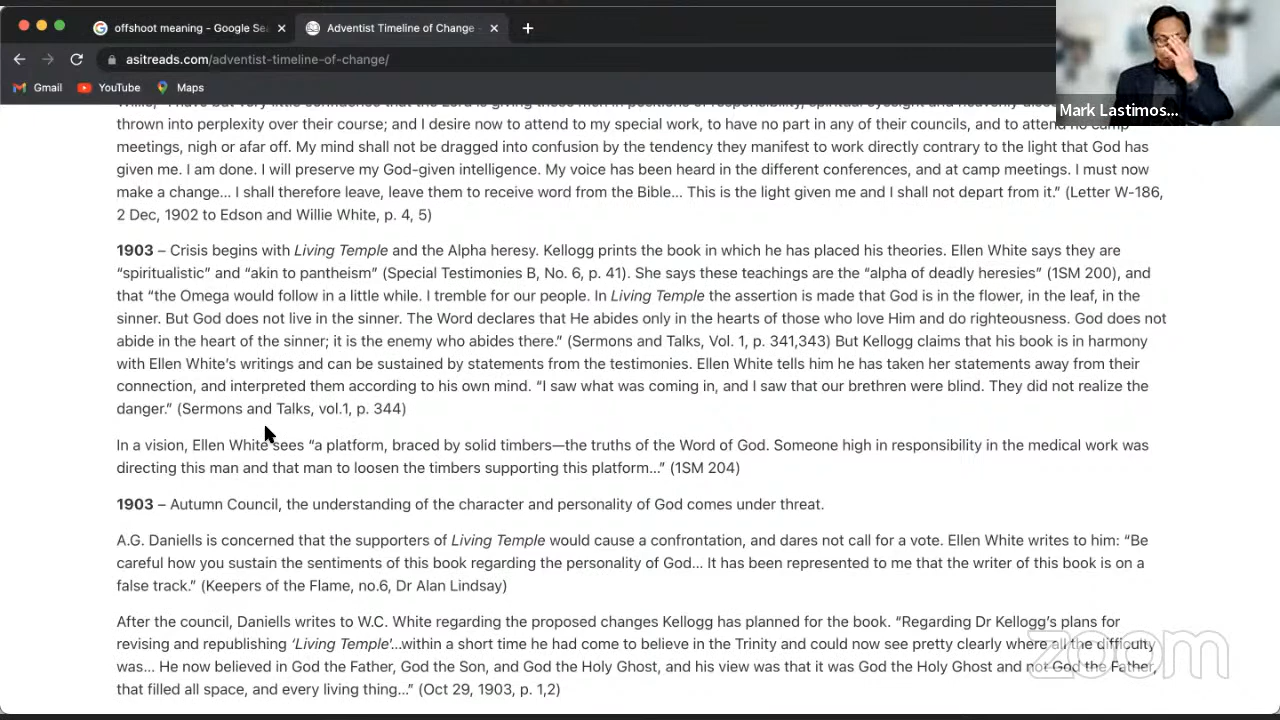 offshoot meaning - Google Se
Adventist Timeline of Change -
asitreads.com/adventist-timeline-of-change/
Gmail YouTube Maps
Mark Lastimos...
thrown into perplexity over their course; and I desire now to attend to my special work, to have no part in any of their councils, and to attend no camp
meetings, nigh or afar off. My mind shall not be dragged into confusion by the tendency they manifest to work directly contrary to the light that God has
given me. I am done. I will preserve my God-given intelligence. My voice has been heard in the different conferences, and at camp meetings. I must now
make a change... I shall therefore leave, leave them to receive word from the Bible... This is the light given me and I shall not depart from it.” (Letter W-186,
2 Dec, 1902 to Edson and Willie White, p. 4, 5)
1903 – Crisis begins with Living Temple and the Alpha heresy. Kellogg prints the book in which he has placed his theories. Ellen White says they are
“spiritualistic” and “akin to pantheism” (Special Testimonies B, No. 6, p. 41). She says these teachings are the “alpha of deadly heresies” (1SM 200), and
that “the Omega would follow in a little while. I tremble for our people. In Living Temple the assertion is made that God is in the flower, in the leaf, in the
sinner. But God does not live in the sinner. The Word declares that He abides only in the hearts of those who love Him and do righteousness. God does not
abide in the heart of the sinner; it is the enemy who abides there.” (Sermons and Talks, Vol. 1, p. 341,343) But Kellogg claims that his book is in harmony
with Ellen White’s writings and can be sustained by statements from the testimonies. Ellen White tells him he has taken her statements away from their
connection, and interpreted them according to his own mind. “I saw what was coming in, and I saw that our brethren were blind. They did not realize the
danger.” (Sermons and Talks, vol.1, p. 344)
In a vision, Ellen White sees “a platform, braced by solid timbers—the truths of the Word of God. Someone high in responsibility in the medical work was
directing this man and that man to loosen the timbers supporting this platform...” (1SM 204)
1903 – Autumn Council, the understanding of the character and personality of God comes under threat.
A.G. Daniells is concerned that the supporters of Living Temple would cause a confrontation, and dares not call for a vote. Ellen White writes to him: “Be
careful how you sustain the sentiments of this book regarding the personality of God... It has been represented to me that the writer of this book is on a
false track.” (Keepers of the Flame, no.6, Dr Alan Lindsay)
After the council, Daniells writes to W.C. White regarding the proposed changes Kellogg has planned for the book. “Regarding Dr Kellogg’s plans for
revising and republishing ‘Living Temple’...within a short time he had come to believe in the Trinity and could now see pretty clearly where all the difficulty
was... He now believed in God the Father, God the Son, and God the Holy Ghost, and his view was that it was God the Holy Ghost and not God the Father,
that filled all space, and every living thing...” (Oct 29, 1903, p. 1,2)
zoom